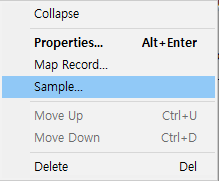 Collapse
Properties... Alt+Enter
Map Record...
Sample...
Move Up Ctrl+U
Move Down Ctrl+D
Delete Del